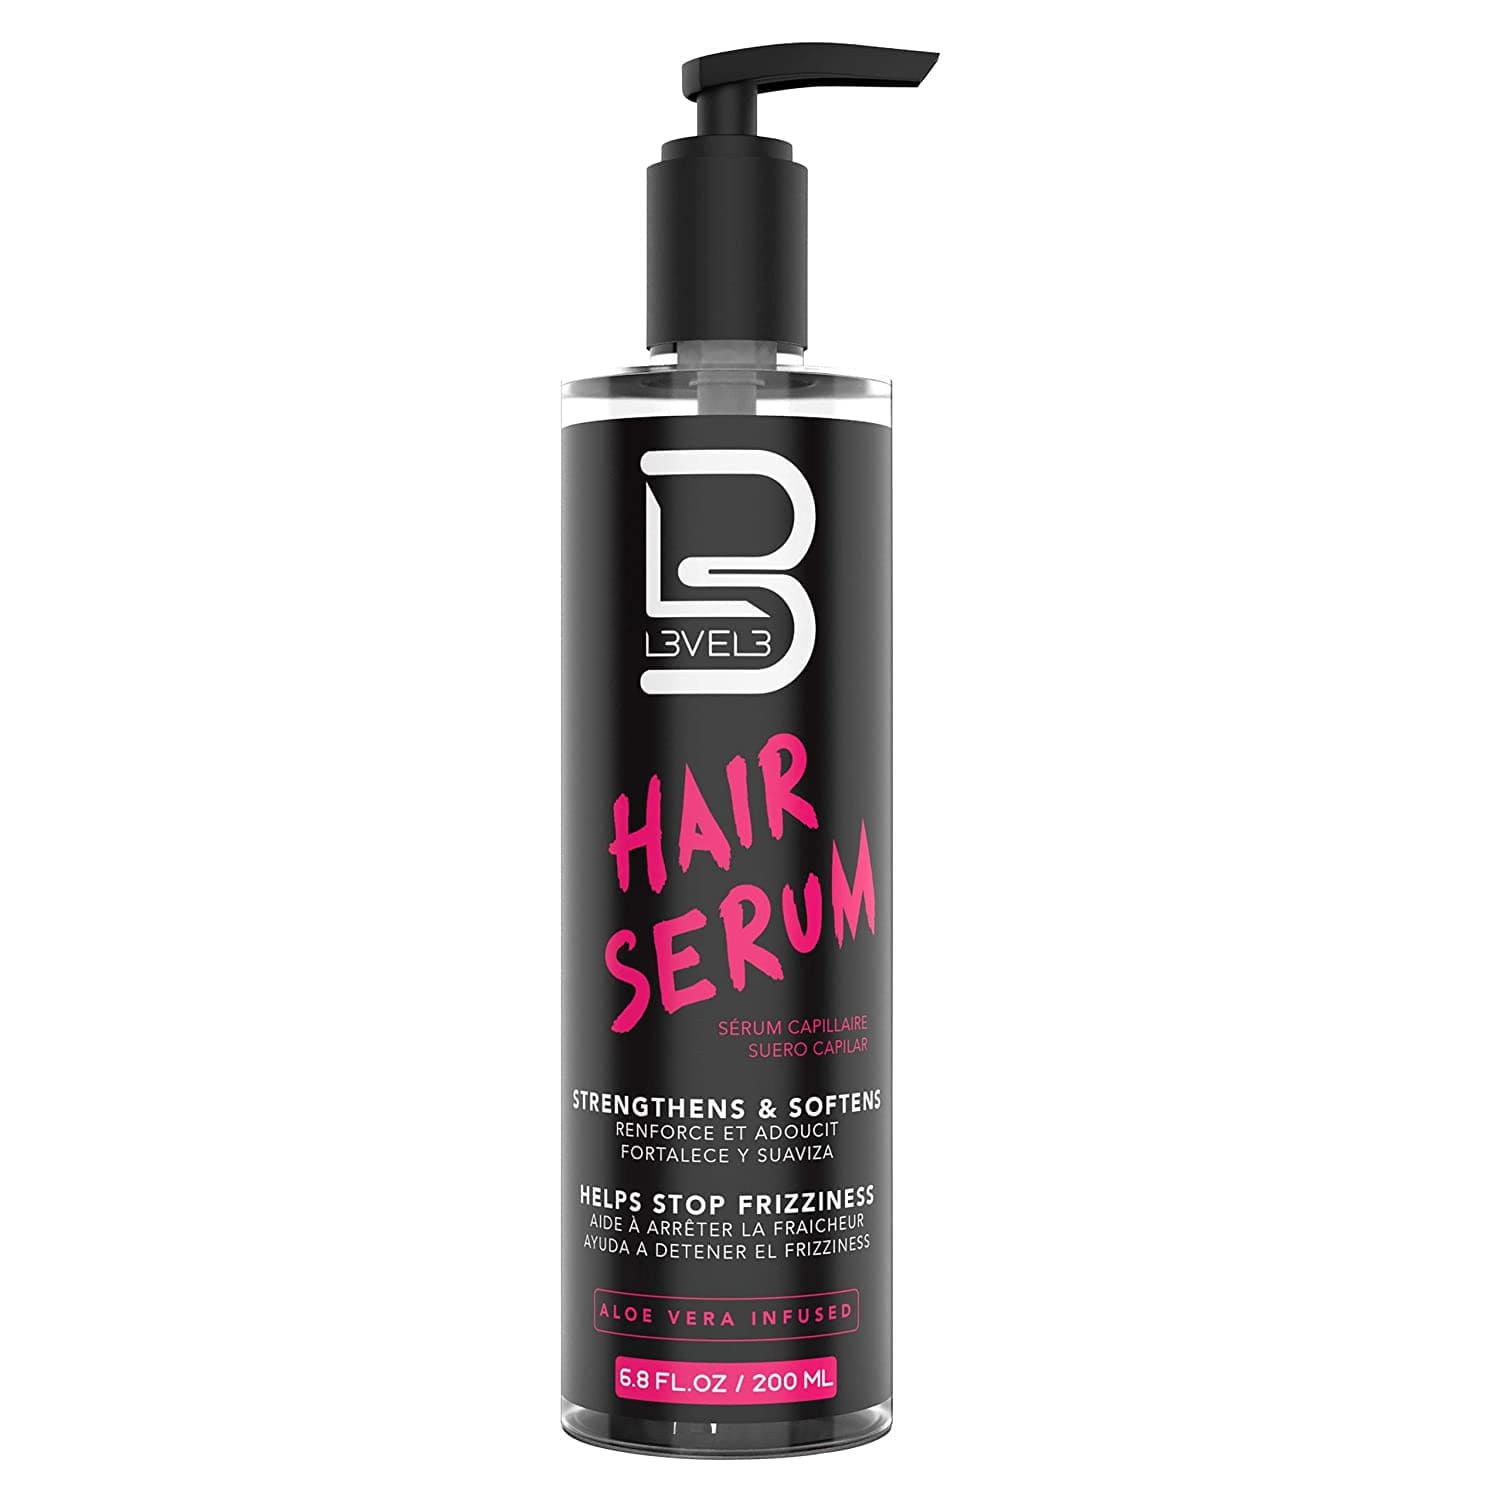 L3VEL3
HAIR
SERUM
SÉRUM CAPILLAIRE
SUERO CAPILAR
STRENGTHENS & SOFTENS
RENFORCE ET ADOUCIT
FORTALECE Y SUAVIZA
HELPS STOP FRIZZINESS
AIDE À ARRÊTER LA FRAICHEUR
AYUDA A DETENER EL FRIZZINESS
ALOE VERA INFUSED
6.8 FL.OZ / 200 ML